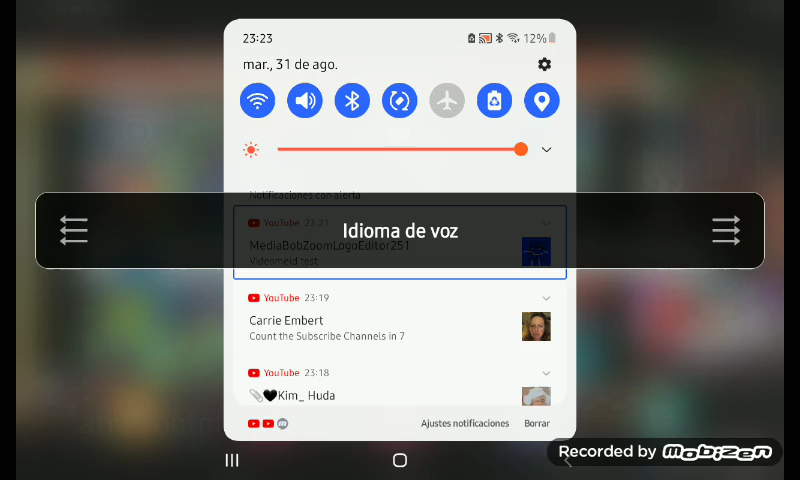 23:23
12%
mar., 31 de ago.
Notificaciones con alerta
YouTube 23:21
Idioma de voz
MediaBobZoomLogoEditor251
Videomeld test
YouTube 23:19
Carrie Embert
Count the Subscribe Channels in 7
YouTube 23:18
📎🖤Kim_ Huda
Ajustes notificaciones
Borrar
Recorded by Mobizen